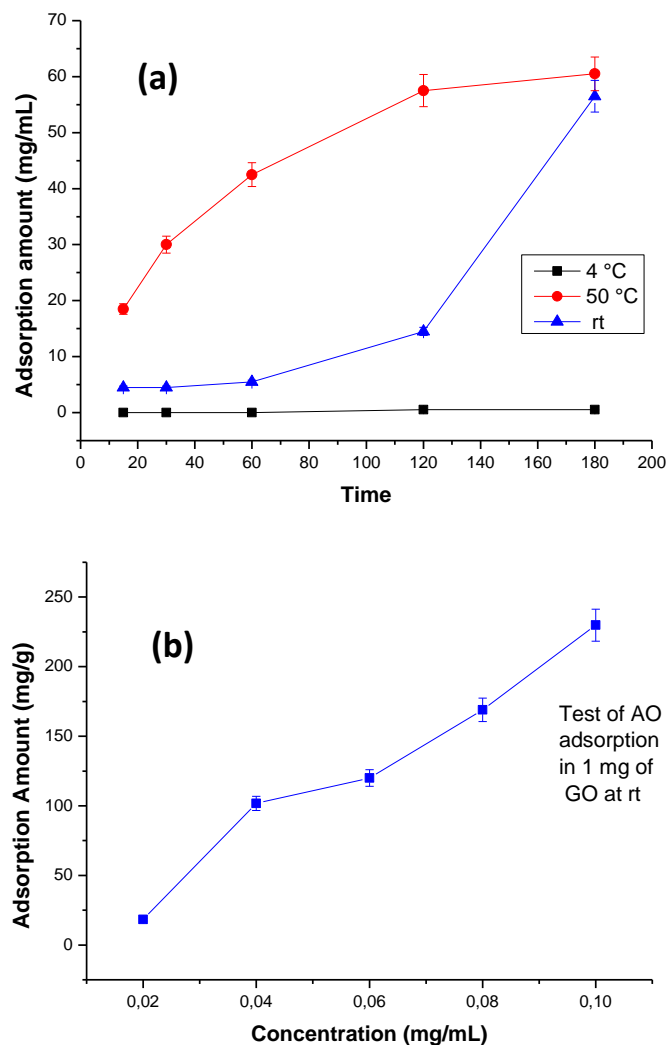 (a)
Adsorption amount (mg/mL)
70
60
50
40
30
20
10
0
4 °C
50 °C
rt
0 20 40 60 80 100 120 140 160 180 200
Time
(b)
Adsorption Amount (mg/g)
250
200
150
100
50
0
Test of AO
adsorption
in 1 mg of
GO at rt
0,02 0,04 0,06 0,08 0,10
Concentration (mg/mL)